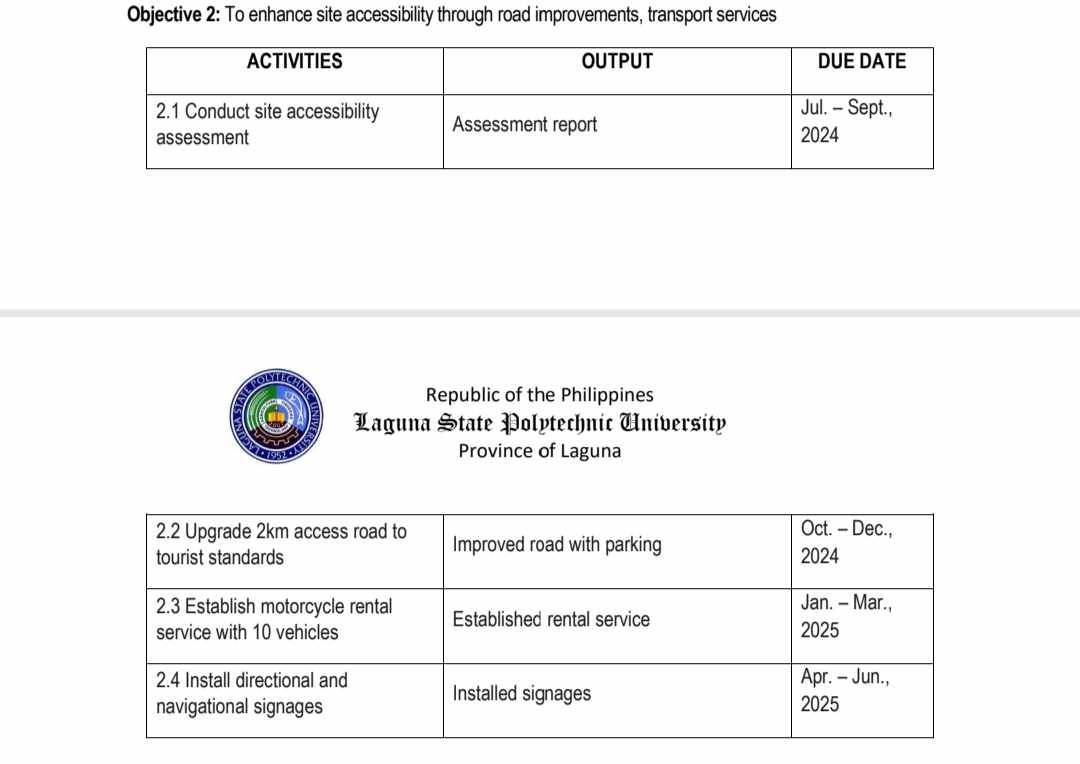 Objective 2: To enhance site accessibility through road improvements, transport services
ACTIVITIES OUTPUT DUE DATE
2.1 Conduct site accessibility
assessment
Assessment report
Jul. – Sept.,
2024
LAGUNA STATE POLYTECHNIC UNIVERSITY
1952
Republic of the Philippines
Laguna State Polytechnic University
Province of Laguna
2.2 Upgrade 2km access road to
tourist standards
Improved road with parking
Oct. – Dec.,
2024
2.3 Establish motorcycle rental
service with 10 vehicles
Established rental service
Jan. – Mar.,
2025
2.4 Install directional and
navigational signages
Installed signages
Apr. – Jun.,
2025